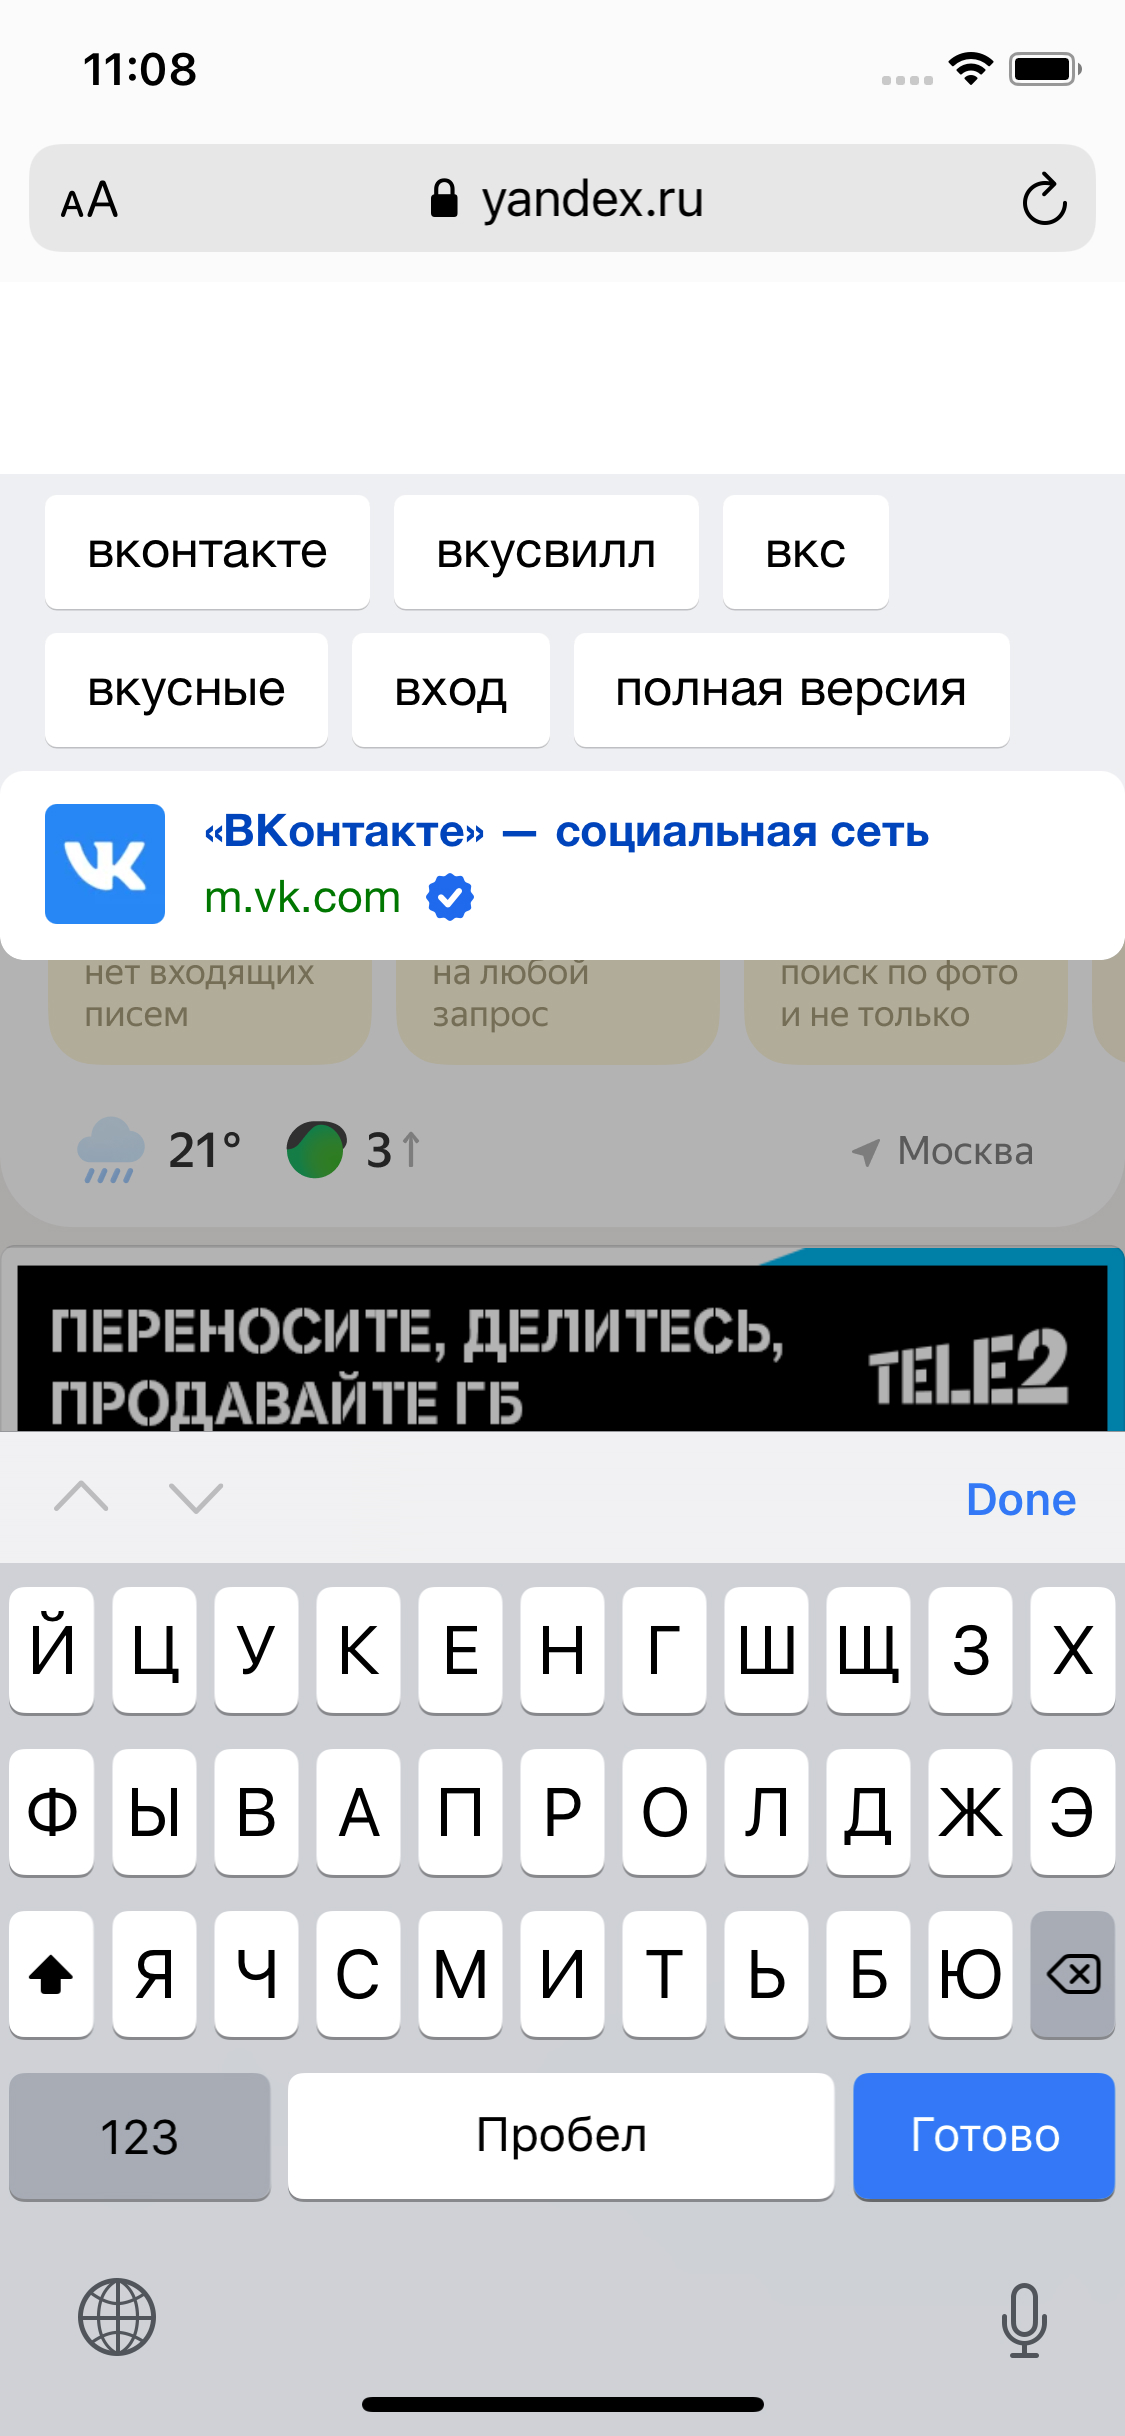 11:08
AA yandex.ru
вконтакте вкусвилл вкс
вкусные вход полная версия
VK «ВКонтакте» — социальная сеть
m.vk.com
нет входящих на любой поиск по фото
писем запрос и не только
21° 3↑ Москва
ПЕРЕНОСИТЕ, ДЕЛИТЕСЬ,
ПРОДАВАЙТЕ ГБ
TELE2
Done
Й Ц У К Е Н Г Ш Щ З Х
Ф Ы В А П Р О Л Д Ж Э
Я Ч С М И Т Ь Б Ю
123 Пробел Готово